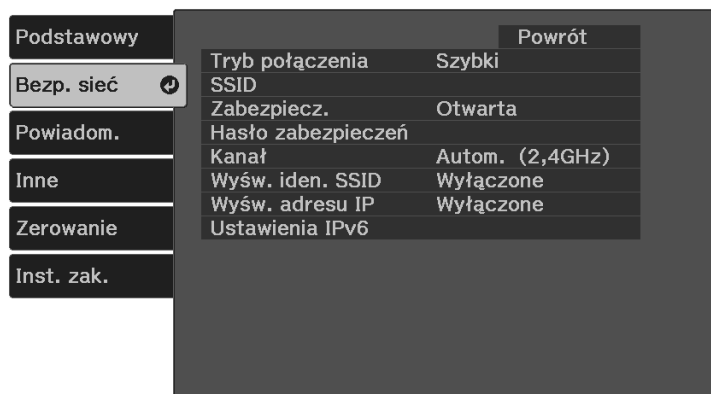 Podstawowy
Bezp. sieć
Powiadom.
Inne
Zerowanie
Inst. zak.
Powrót
Tryb połączenia Szybki
SSID
Zabezpiecz. Otwarta
Hasło zabezpieczeń
Kanał Autom. (2,4GHz)
Wyśw. iden. SSID Wyłączone
Wyśw. adresu IP Wyłączone
Ustawienia IPv6